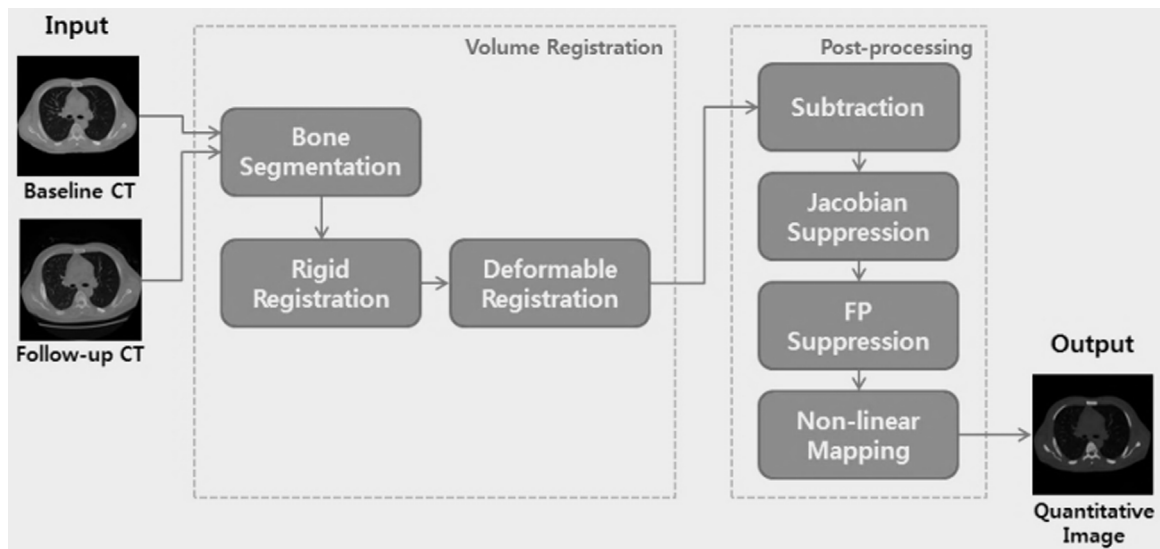 Input
Baseline CT
Follow-up CT
Volume Registration
Bone
Segmentation
Rigid
Registration
Deformable
Registration
Post-processing
Subtraction
Jacobian
Suppression
FP
Suppression
Non-linear
Mapping
Output
Quantitative
Image